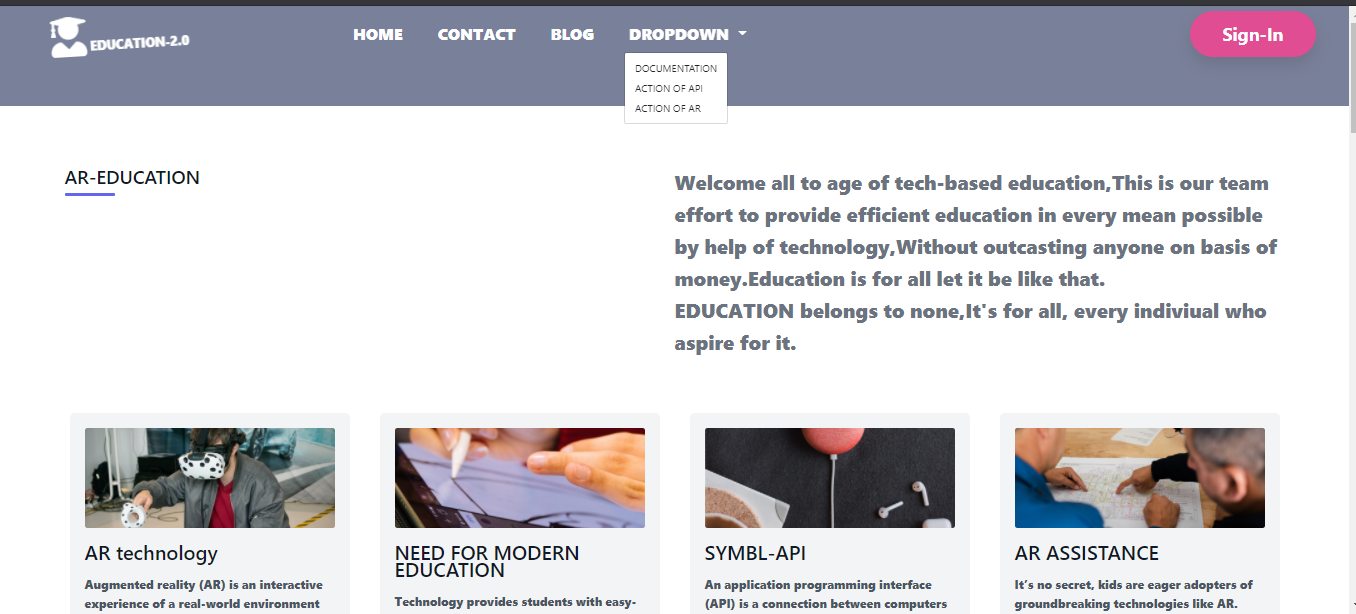 EDUCATION-2.0
HOME CONTACT BLOG DROPDOWN
Sign-In
DOCUMENTATION
ACTION OF API
ACTION OF AR
AR-EDUCATION
Welcome all to age of tech-based education,This is our team
effort to provide efficient education in every mean possible
by help of technology,Without outcasting anyone on basis of
money.Education is for all let it be like that.
EDUCATION belongs to none,It's for all, every indiviual who
aspire for it.
AR technology
Augmented reality (AR) is an interactive
experience of a real-world environment
NEED FOR MODERN
EDUCATION
Technology provides students with easy-
SYMBL-API
An application programming interface
(API) is a connection between computers
AR ASSISTANCE
It's no secret, kids are eager adopters of
groundbreaking technologies like AR.